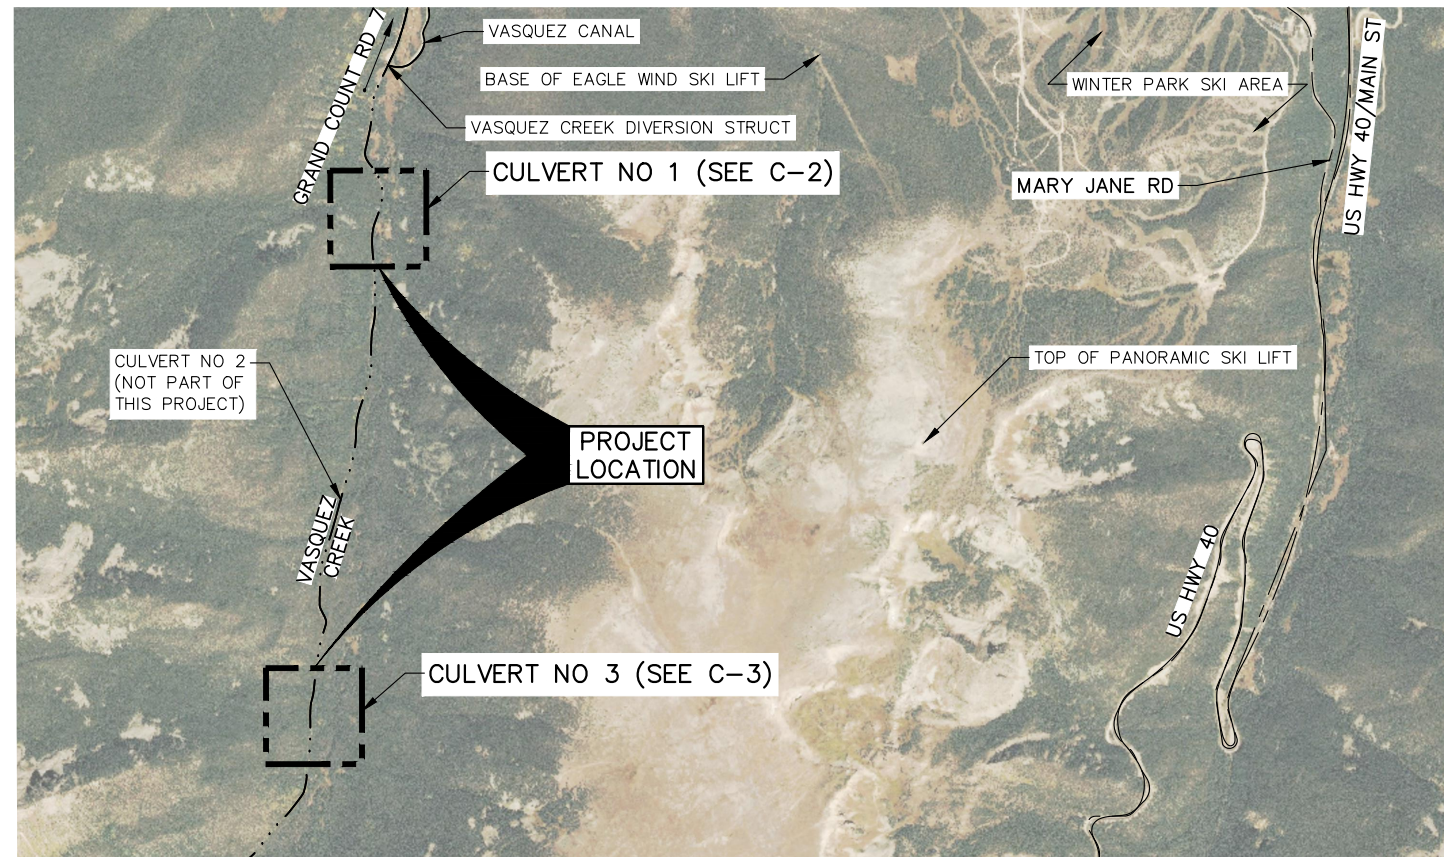 GRAND COUNT RD 7
VASQUEZ CANAL
BASE OF EAGLE WIND SKI LIFT
WINTER PARK SKI AREA
US HWY 40/MAIN ST
VASQUEZ CREEK DIVERSION STRUCT
CULVERT NO 1 (SEE C-2)
MARY JANE RD
CULVERT NO 2
(NOT PART OF
THIS PROJECT)
TOP OF PANORAMIC SKI LIFT
PROJECT
LOCATION
VASQUEZ
CREEK
US HWY 40
CULVERT NO 3 (SEE C-3)